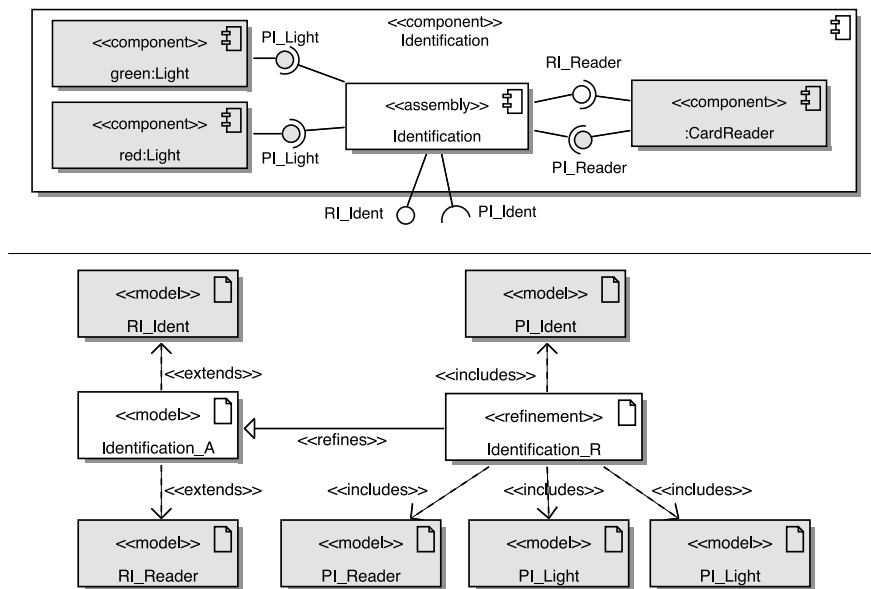 <<component>>
Identification
<<component>>
green:Light
PI_Light
<<component>>
red:Light
PI_Light
<<assembly>>
Identification
RI_Reader
PI_Reader
<<component>>
:CardReader
RI_Ident
PI_Ident
<<model>>
RI_Ident
<<model>>
PI_Ident
<<extends>>
<<includes>>
<<model>>
Identification_A
<<refines>>
<<refinement>>
Identification_R
<<extends>>
<<includes>>
<<includes>>
<<includes>>
<<model>>
RI_Reader
<<model>>
PI_Reader
<<model>>
PI_Light
<<model>>
PI_Light